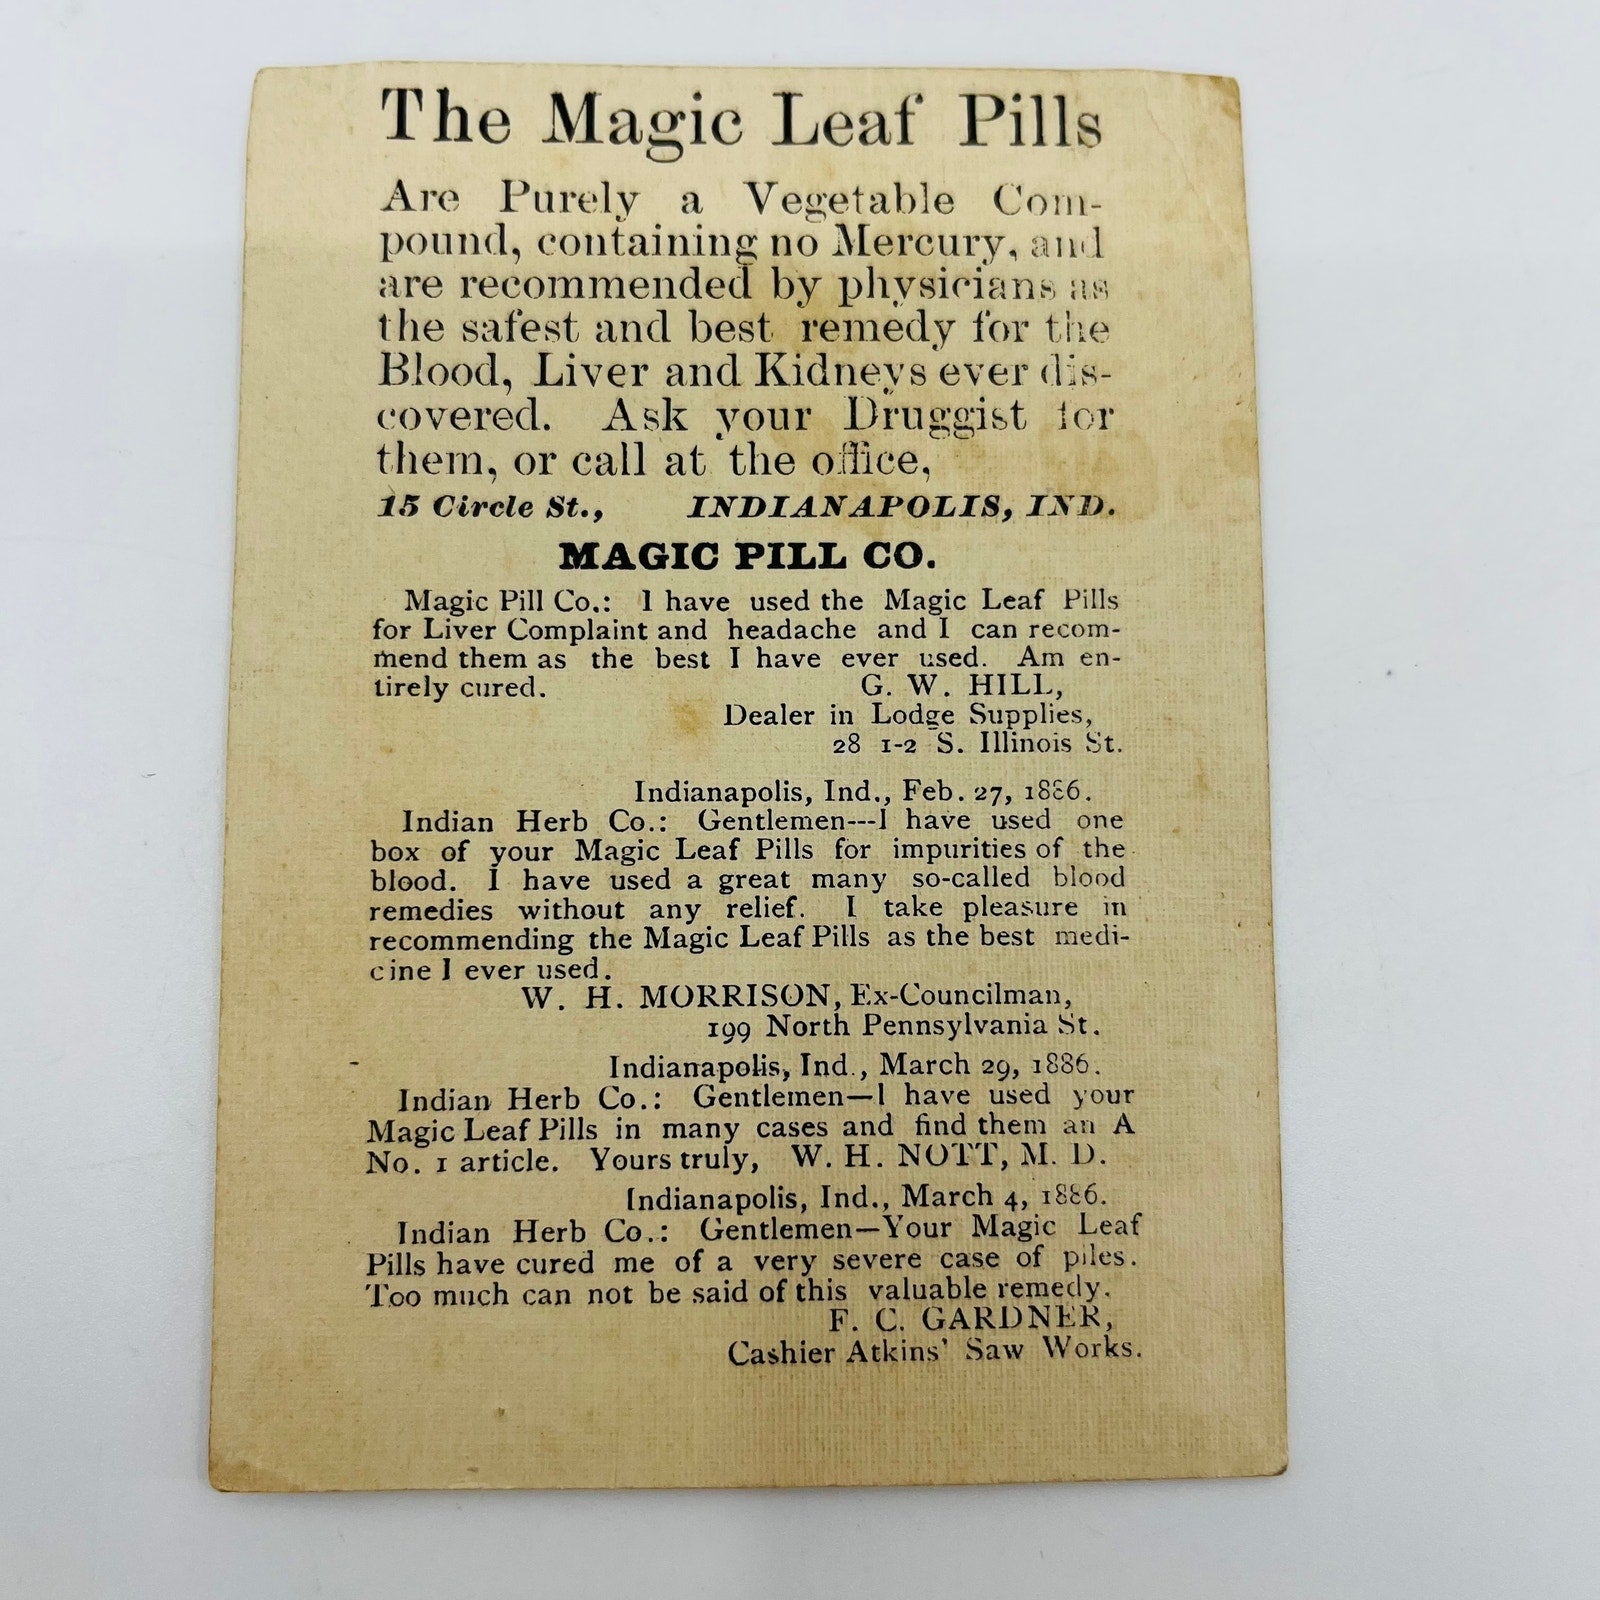 The Magic Leaf Pills
Are Purely a Vegetable Com-
pound, containing no Mercury, and
are recommended by physicians as
the safest and best remedy for the
Blood, Liver and Kidneys ever dis-
covered. Ask your Druggist for
them, or call at the office,
15 Circle St., INDIANAPOLIS, IND.
MAGIC PILL CO.
Magic Pill Co.: I have used the Magic Leaf Pills
for Liver Complaint and headache and I can recom-
mend them as the best I have ever used. Am en-
tirely cured. G. W. HILL,
Dealer in Lodge Supplies,
28 1-2 S. Illinois St.
Indianapolis, Ind., Feb. 27, 1886.
Indian Herb Co.: Gentlemen---I have used one
box of your Magic Leaf Pills for impurities of the
blood. I have used a great many so-called blood
remedies without any relief. I take pleasure in
recommending the Magic Leaf Pills as the best medi-
cine I ever used.
W. H. MORRISON, Ex-Councilman,
199 North Pennsylvania St.
Indianapolis, Ind., March 29, 1886.
Indian Herb Co.: Gentlemen—I have used your
Magic Leaf Pills in many cases and find them an A
No. 1 article. Yours truly, W. H. NOTT, M. D.
Indianapolis, Ind., March 4, 1886.
Indian Herb Co.: Gentlemen—Your Magic Leaf
Pills have cured me of a very severe case of piles.
Too much can not be said of this valuable remedy.
F. C. GARDNER,
Cashier Atkins' Saw Works.